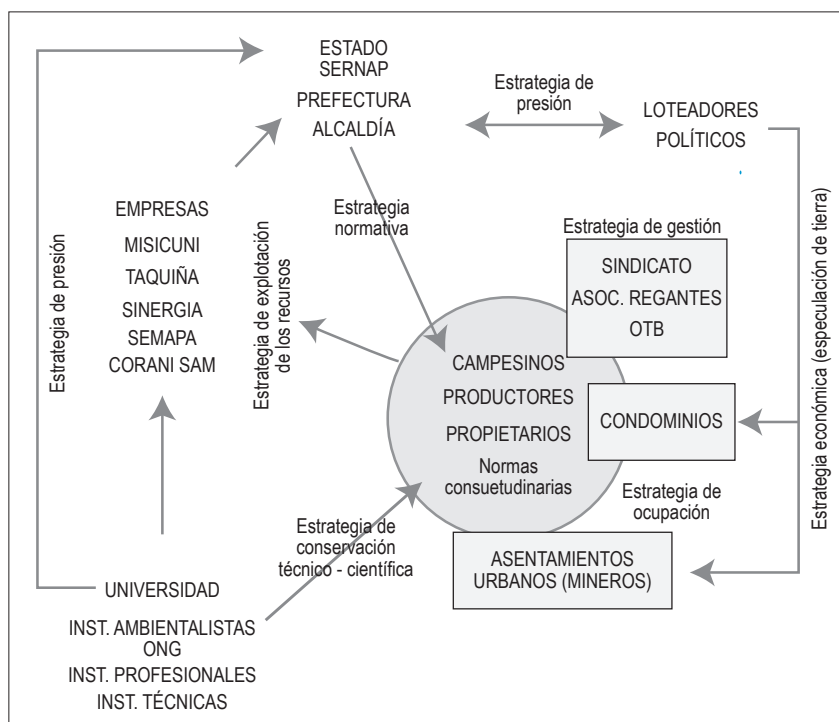 ESTADO
SERNAP
PREFECTURA
ALCALDÍA
Estrategia de
presión
LOTEADORES
POLÍTICOS
EMPRESAS
MISICUNI
TAQUIÑA
SINERGIA
SEMAPA
CORANI SAM
Estrategia de presión
Estrategia de explotación
de los recursos
Estrategia
normativa
Estrategia de gestión
SINDICATO
ASOC. REGANTES
OTB
CAMPESINOS
PRODUCTORES
PROPIETARIOS
Normas
consuetudinarias
CONDOMINIOS
Estrategia económica (especulación de tierra)
Estrategia de
ocupación
ASENTAMIENTOS
URBANOS (MINEROS)
Estrategia de
conservación
técnico - científica
UNIVERSIDAD
INST. AMBIENTALISTAS
ONG
INST. PROFESIONALES
INST. TÉCNICAS